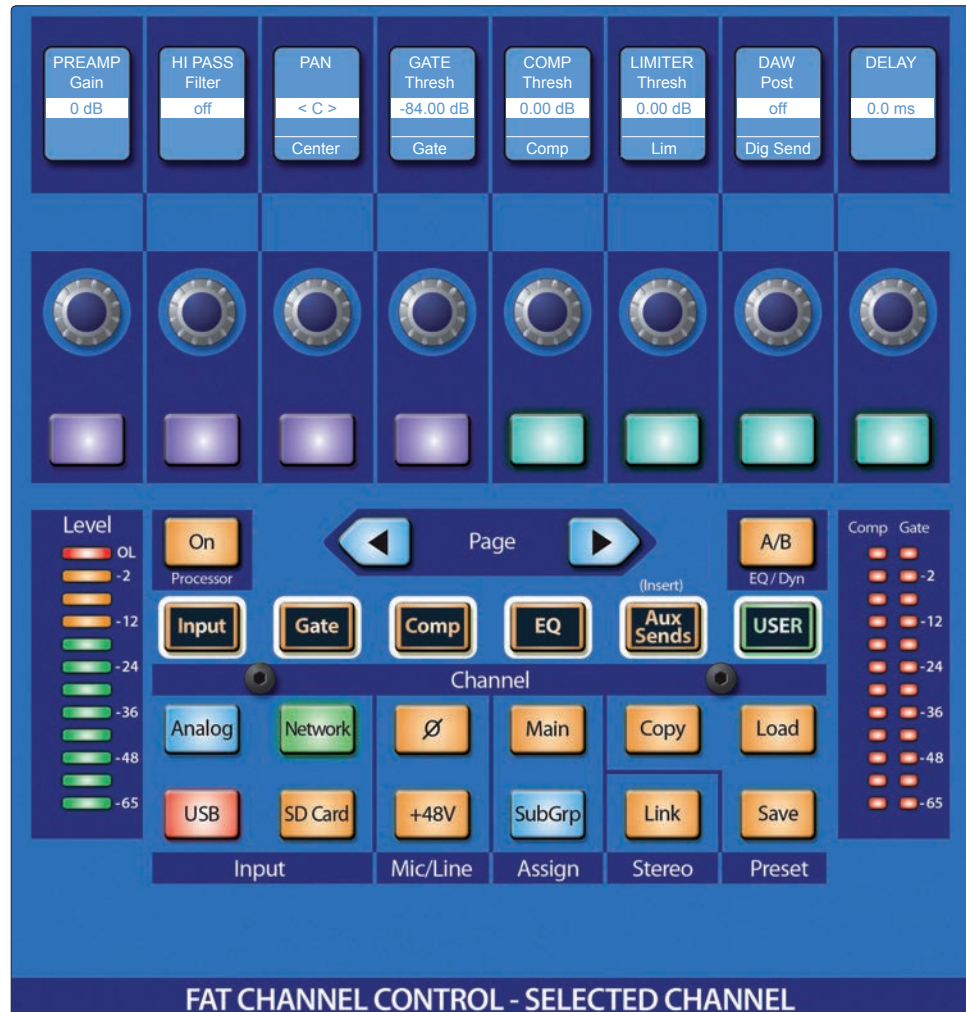 PREAMP
Gain
0 dB
HI PASS
Filter
off
PAN
< C >
Center
GATE
Thresh
-84.00 dB
Gate
COMP
Thresh
0.00 dB
Comp
LIMITER
Thresh
0.00 dB
Lim
DAW
Post
off
Dig Send
DELAY
0.0 ms
Level
OL
-2
-12
-24
-36
-48
-65
On
Processor
Page
A/B
EQ / Dyn
Input
Gate
Comp
EQ
(Insert)
Aux
Sends
USER
Channel
Analog
Network
Ø
Main
Copy
Load
USB
SD Card
+48V
SubGrp
Link
Save
Input
Mic/Line
Assign
Stereo
Preset
Comp Gate
-2
-12
-24
-36
-48
-65
FAT CHANNEL CONTROL - SELECTED CHANNEL